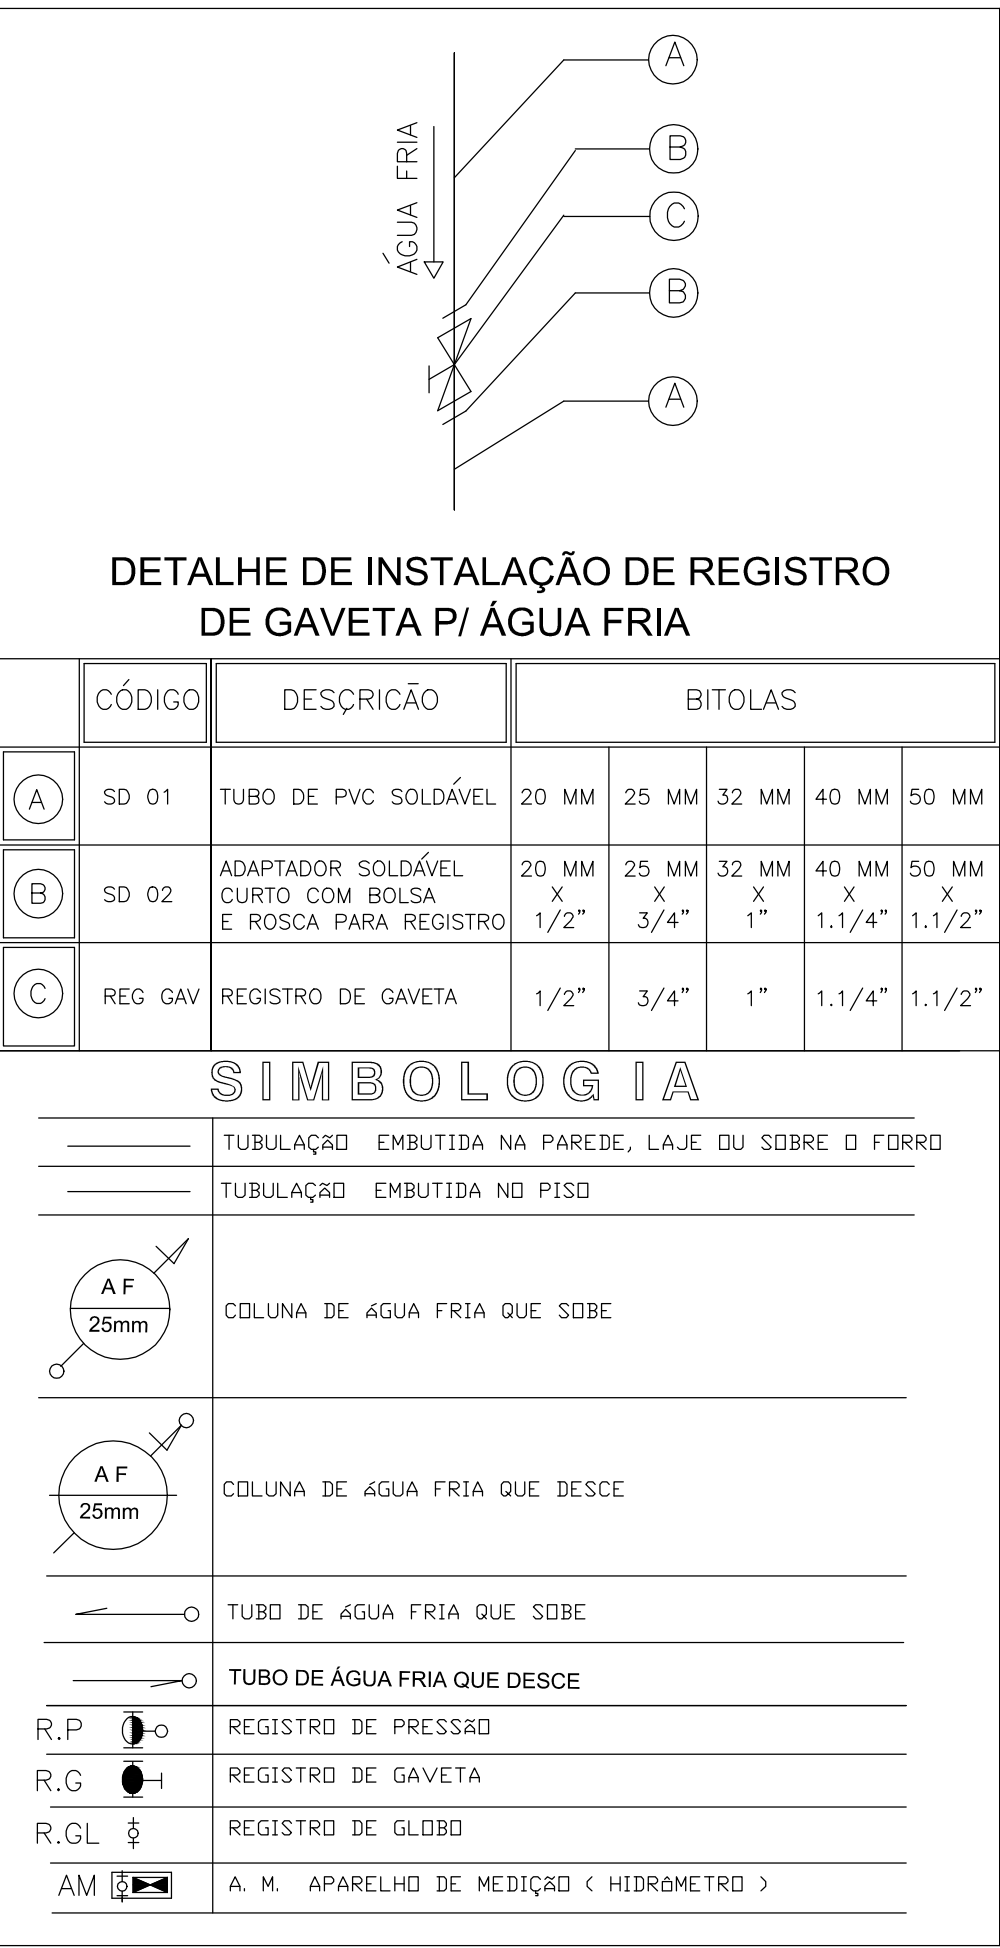 A
B
C
B
A
ÁGUA FRIA
DETALHE DE INSTALAÇÃO DE REGISTRO
DE GAVETA P/ ÁGUA FRIA
CÓDIGO DESÇRICÃO BITOLAS
A SD 01 TUBO DE PVC SOLDÁVEL 20 MM 25 MM 32 MM 40 MM 50 MM
ADAPTADOR SOLDÁVEL 20 MM 25 MM 32 MM 40 MM 50 MM
B SD 02 CURTO COM BOLSA X X X X X
E ROSCA PARA REGISTRO 1/2" 3/4" 1" 1.1/4" 1.1/2"
C REG GAV REGISTRO DE GAVETA 1/2" 3/4" 1" 1.1/4" 1.1/2"
SIMBOLOGIA
TUBULAÇÃO EMBUTIDA NA PAREDE, LAJE OU SOBRE O FORRO
TUBULAÇÃO EMBUTIDA NO PISO
A F
25mm
COLUNA DE ÁGUA FRIA QUE SOBE
A F
25mm
COLUNA DE ÁGUA FRIA QUE DESCE
TUBO DE ÁGUA FRIA QUE SOBE
TUBO DE ÁGUA FRIA QUE DESCE
R.P REGISTRO DE PRESSÃO
R.G REGISTRO DE GAVETA
R.GL REGISTRO DE GLOBO
AM A. M. APARELHO DE MEDIÇÃO ( HIDRÔMETRO )